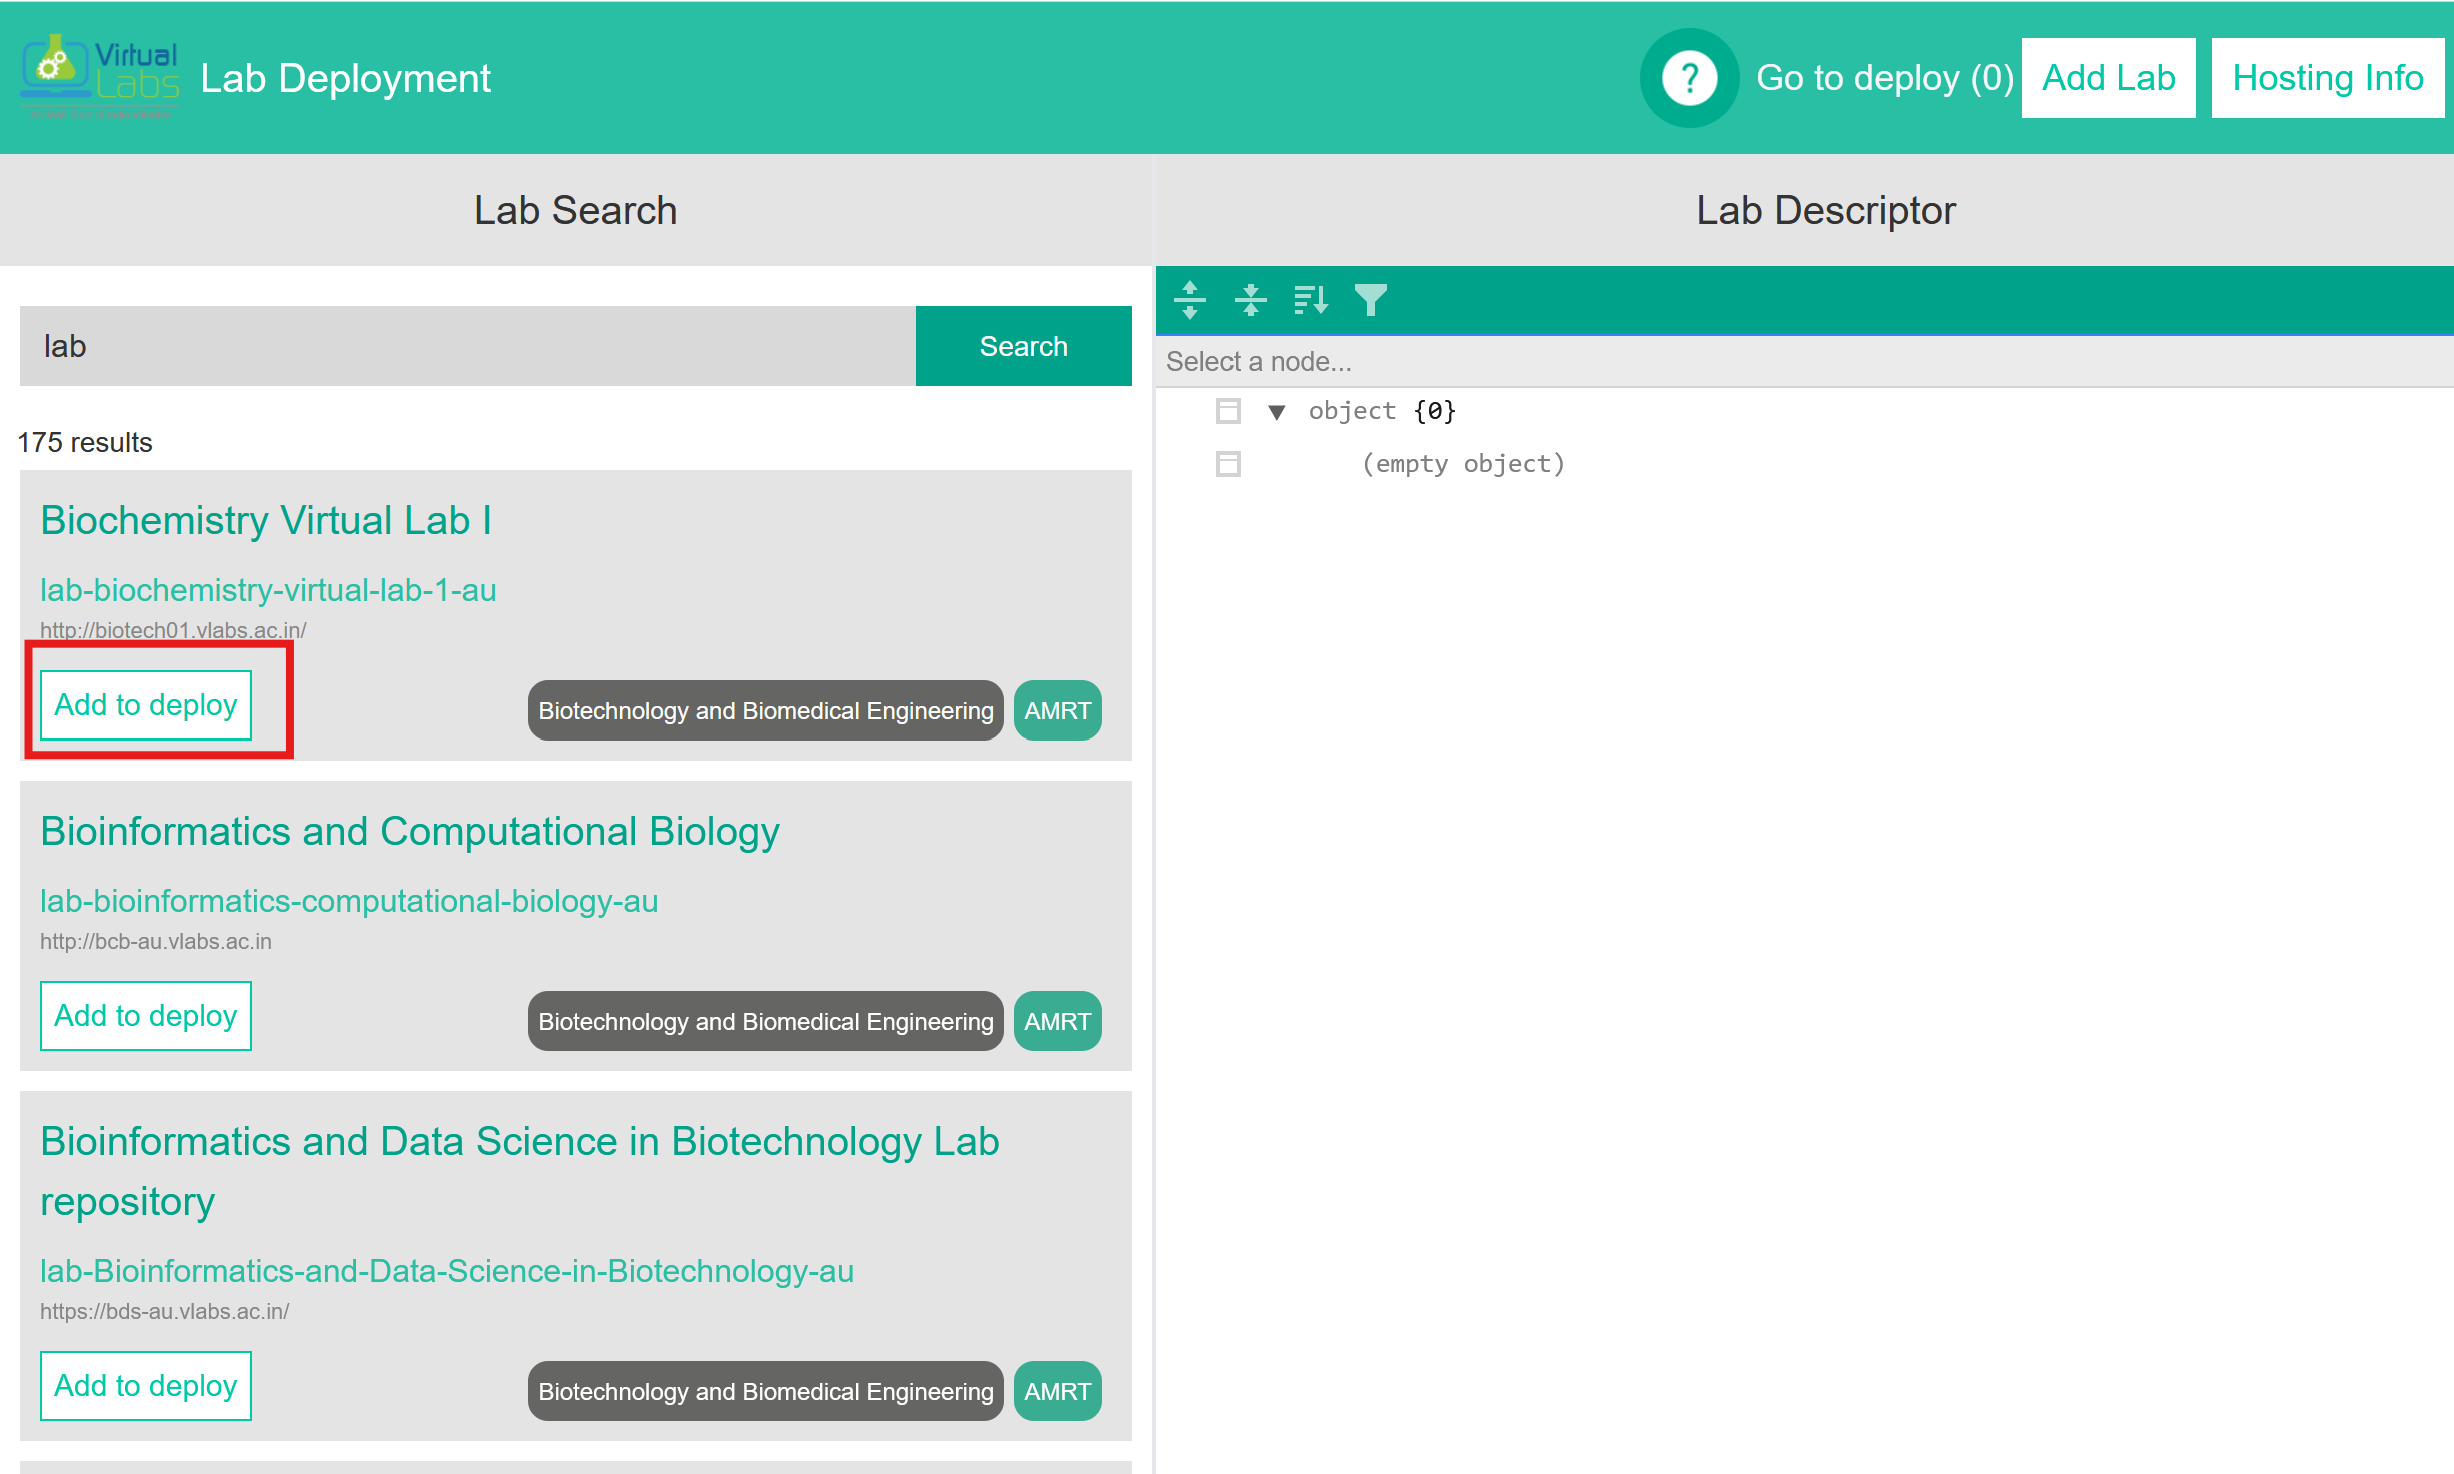 Virtual
Labs
Lab Deployment
?
Go to deploy (0)
Add Lab
Hosting Info
Lab Search
lab
Search
175 results
Biochemistry Virtual Lab I
lab-biochemistry-virtual-lab-1-au
http://biotech01.vlabs.ac.in/
Add to deploy
Biotechnology and Biomedical Engineering
AMRT
Bioinformatics and Computational Biology
lab-bioinformatics-computational-biology-au
http://bcb-au.vlabs.ac.in
Add to deploy
Biotechnology and Biomedical Engineering
AMRT
Bioinformatics and Data Science in Biotechnology Lab
repository
lab-Bioinformatics-and-Data-Science-in-Biotechnology-au
https://bds-au.vlabs.ac.in/
Add to deploy
Biotechnology and Biomedical Engineering
AMRT
Lab Descriptor
Select a node...
object {0}
(empty object)